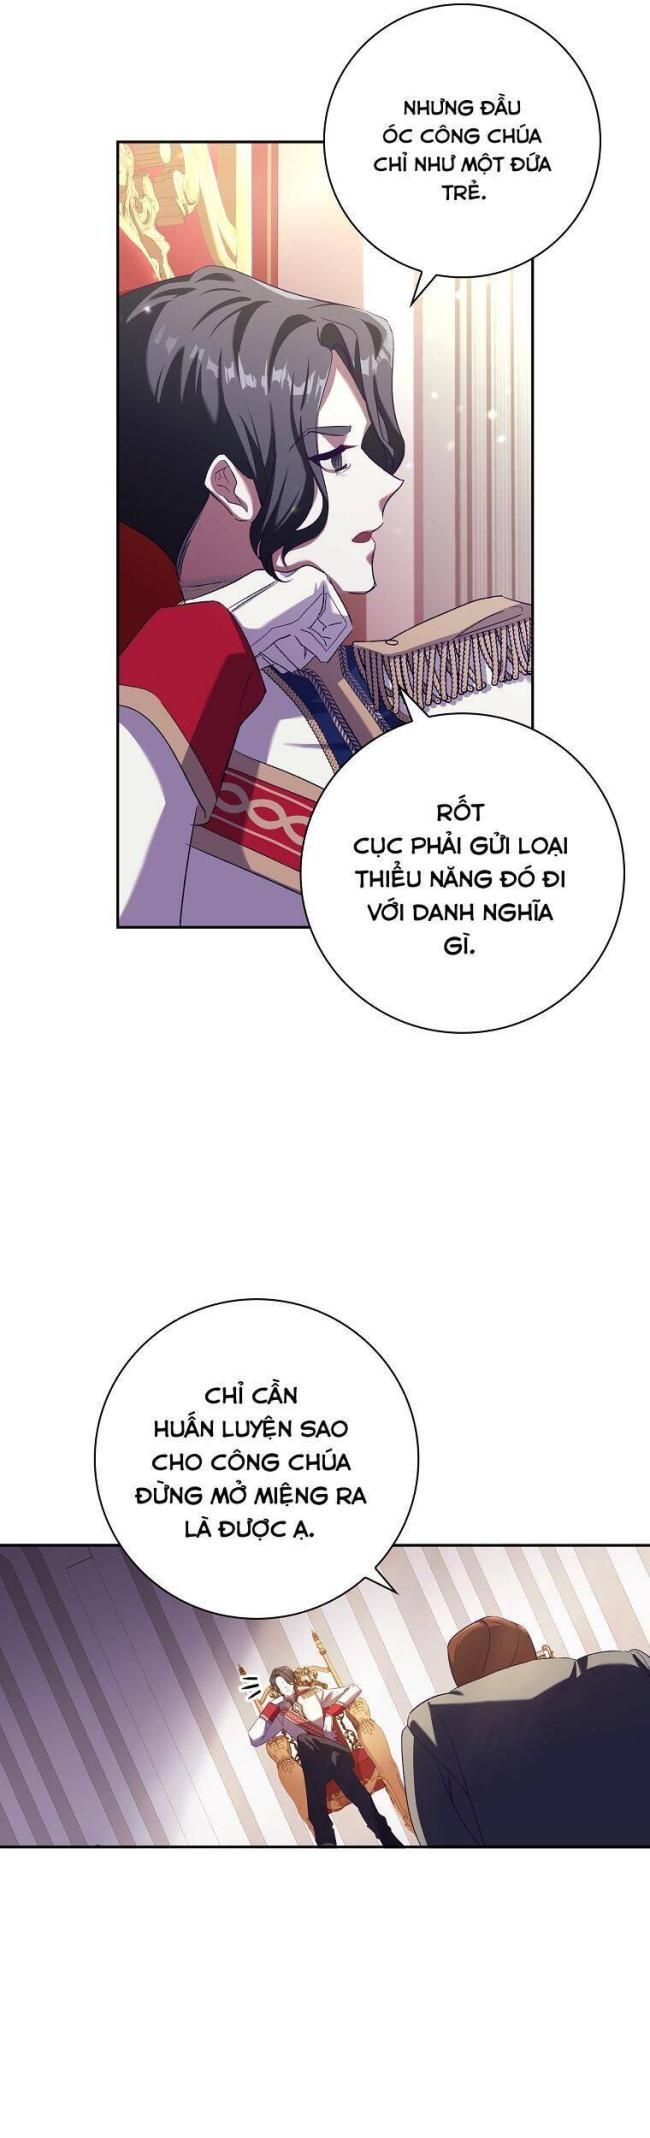 NHƯNG ĐẦU
ÓC CÔNG CHÚA
CHỈ NHƯ MỘT ĐỨA
TRẺ.
RỐT
CỤC PHẢI GỬI LOẠI
THIỂU NĂNG ĐÓ ĐI
VỚI DANH NGHĨA
GÌ.
CHỈ CẦN
HUẤN LUYỆN SAO
CHO CÔNG CHÚA
ĐỪNG MỞ MIỆNG RA
LÀ ĐƯỢC Ạ.